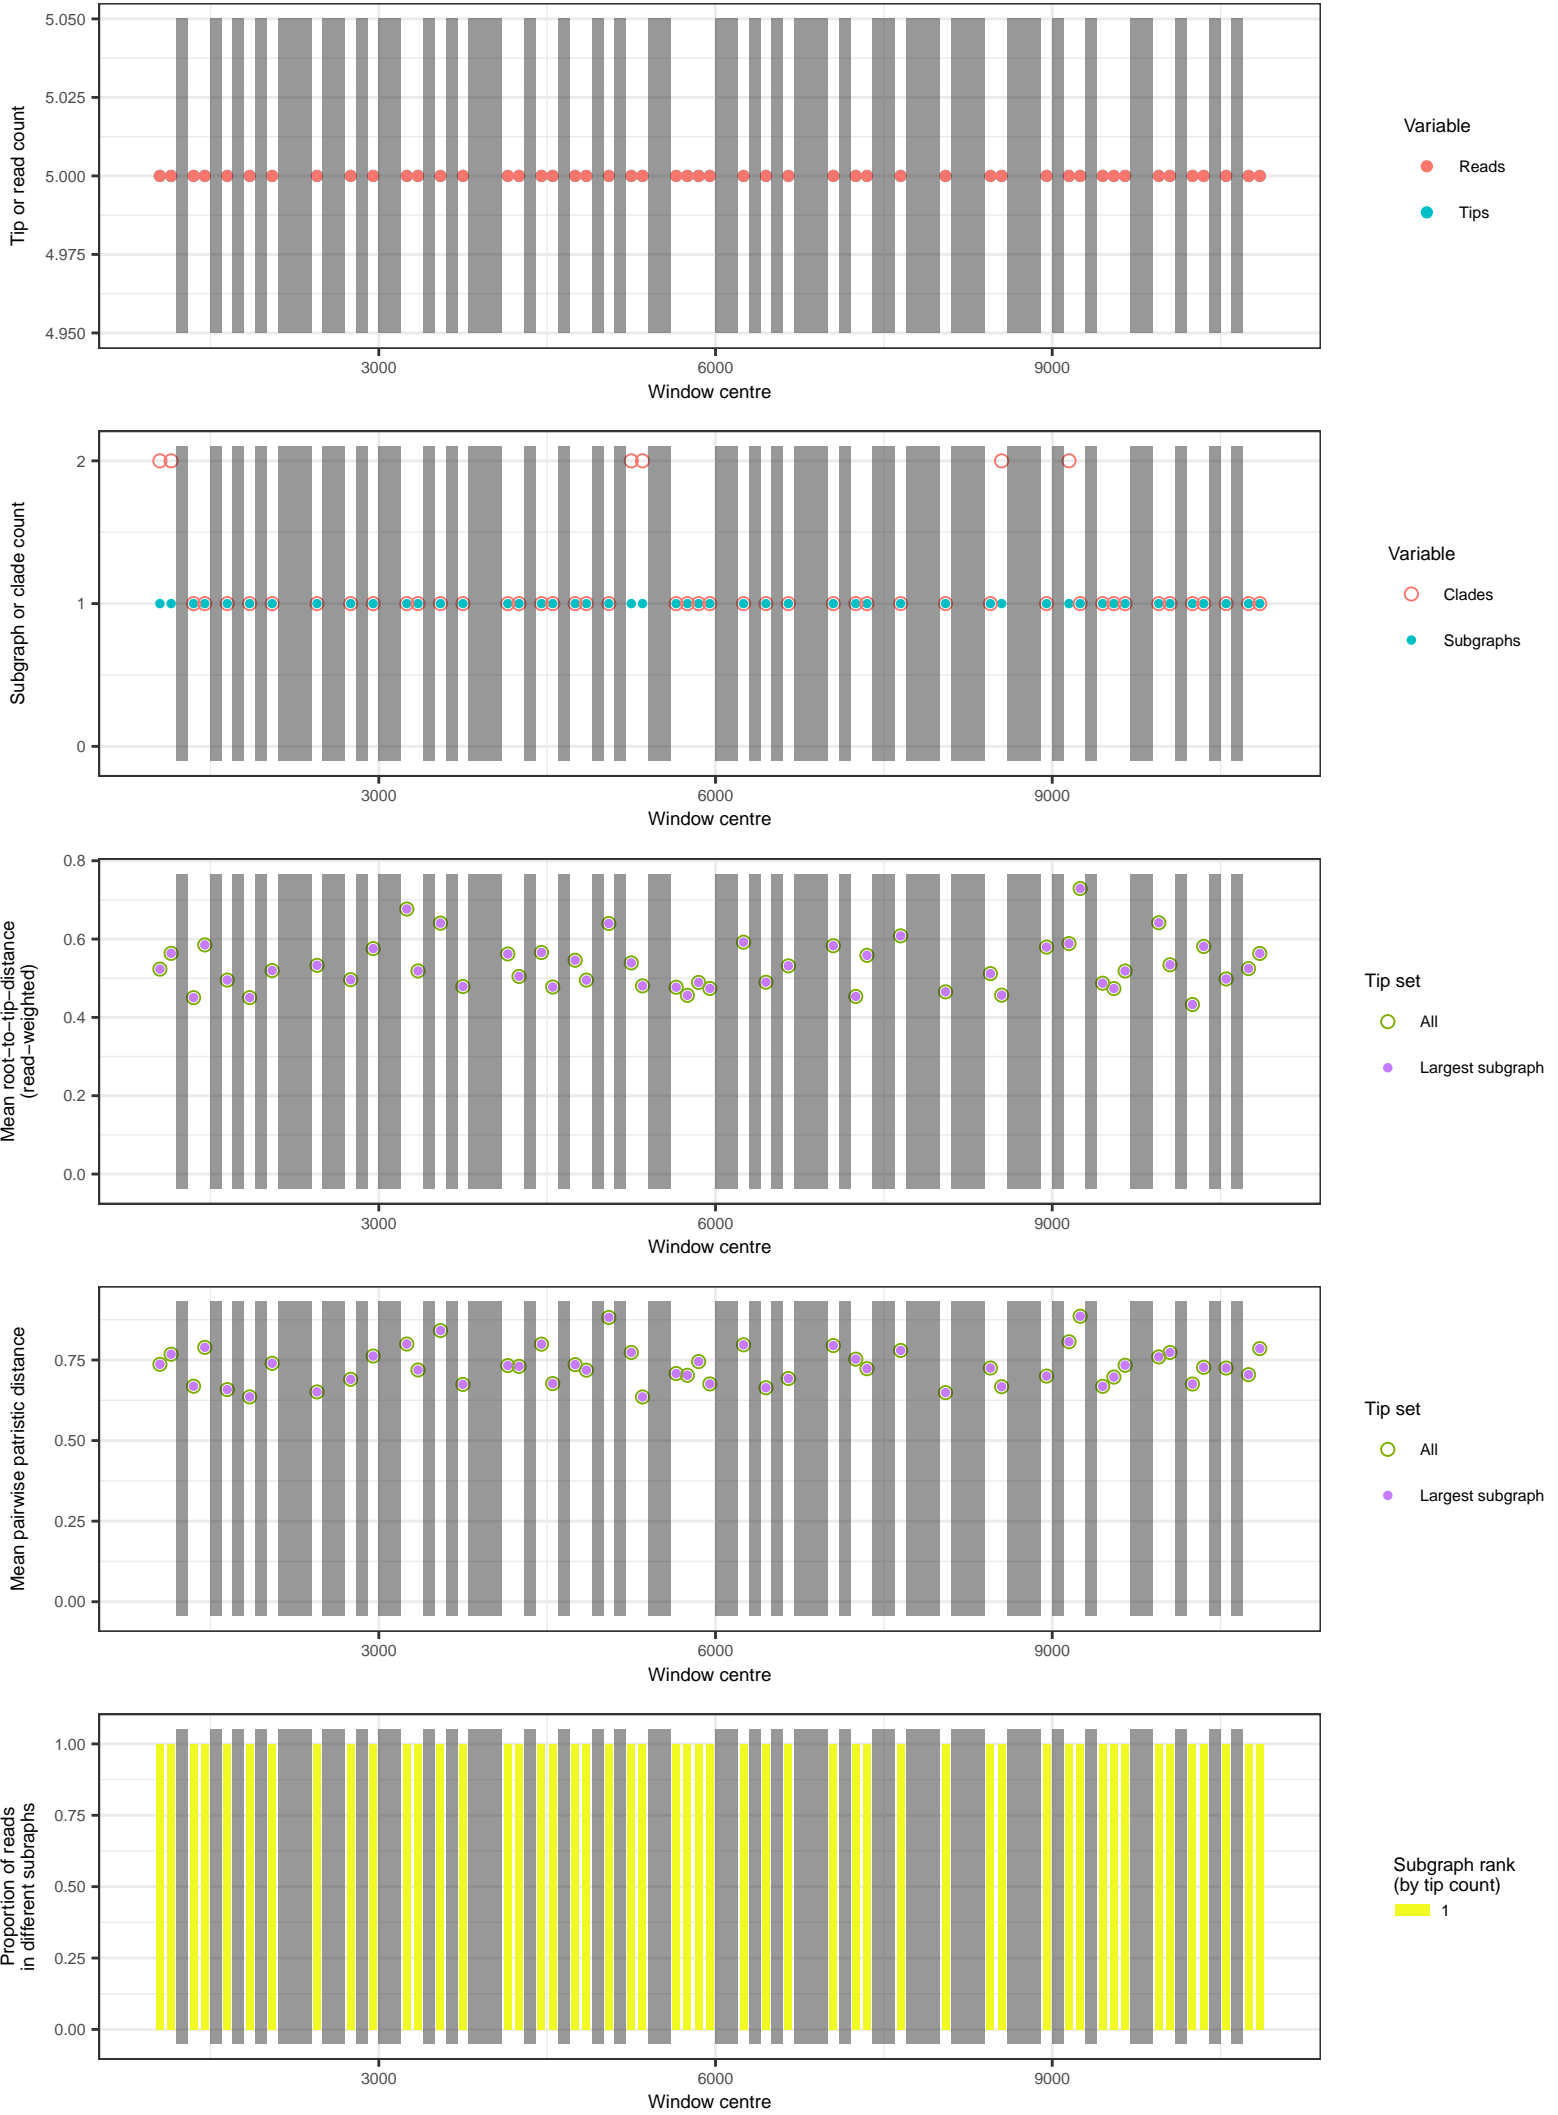 5.050
5.025
5.000
4.975
4.950
Tip or read count
3000 6000 9000
Window centre
Variable
Reads
Tips
2
1
0
Subgraph or clade count
3000 6000 9000
Window centre
Variable
Clades
Subgraphs
0.8
0.6
0.4
0.2
0.0
Mean root−to−tip−distance
(read−weighted)
3000 6000 9000
Window centre
Tip set
All
Largest subgraph
0.75
0.50
0.25
0.00
Mean pairwise patristic distance
3000 6000 9000
Window centre
Tip set
All
Largest subgraph
1.00
0.75
0.50
0.25
0.00
Proportion of reads
in different subraphs
3000 6000 9000
Window centre
Subgraph rank
(by tip count)
1